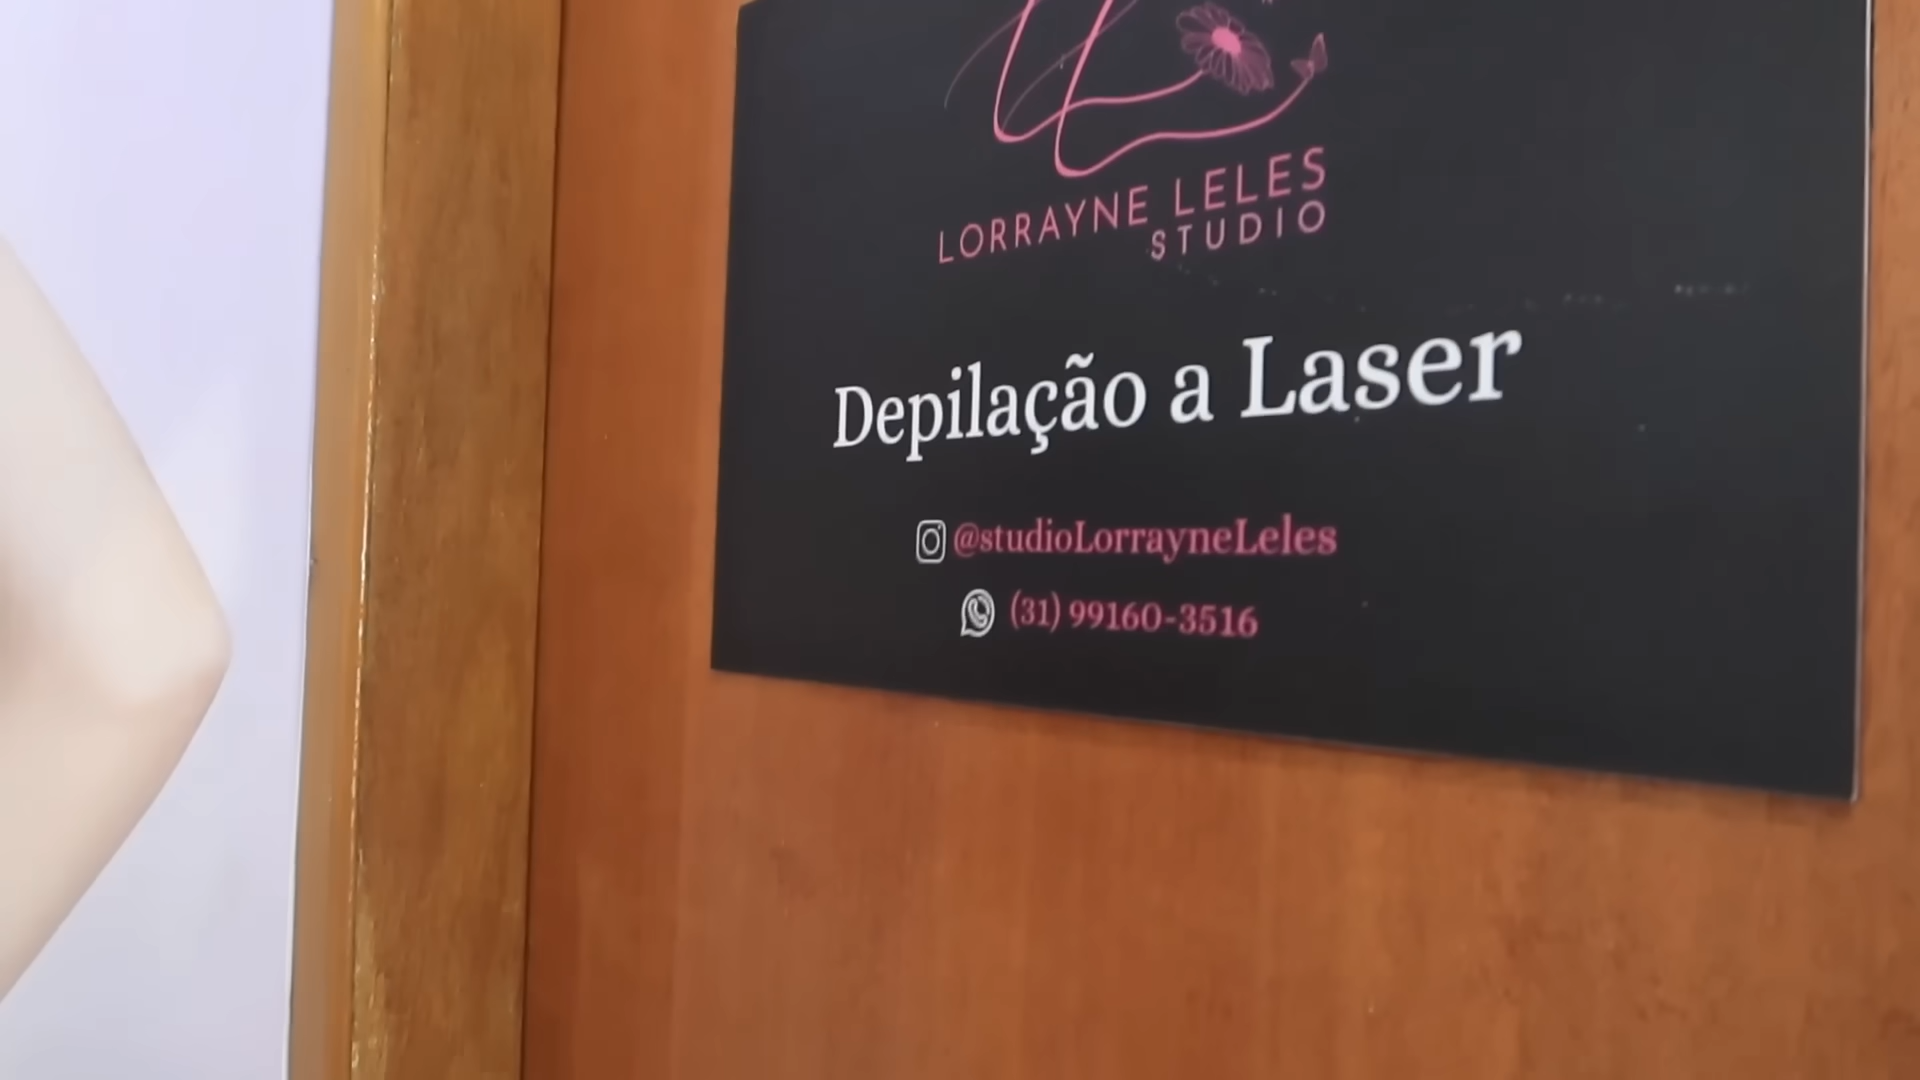 LORRAYNE LELES
STUDIO
Depilação a Laser
@studioLorrayneLeles
(31) 99160-3516